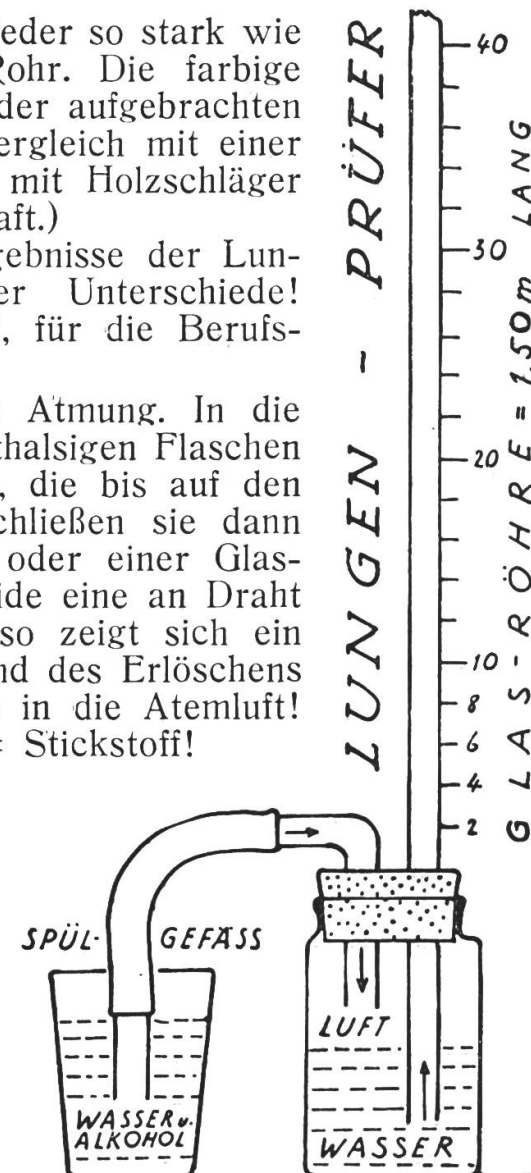 eder so stark wie
Rohr. Die farbige
der aufgebrachten
ergleich mit einer
mit Holzschläger
aft.)
gebnisse der Lun-
er Unterschiede!
, für die Berufs-
Atmung. In die
thalsigen Flaschen
, die bis auf den
chließen sie dann
oder einer Glas-
ide eine an Draht
so zeigt sich ein
nd des Erlöschens
in die Atemluft!
Stickstoff!
LUNGEN - PRÜFER
40
30
20
10
8
6
4
2
GLAS-RÖHRE = 1,50 m LANG
SPÜL- GEFÄSS
LUFT
WASSER u.
ALKOHOL
WASSER